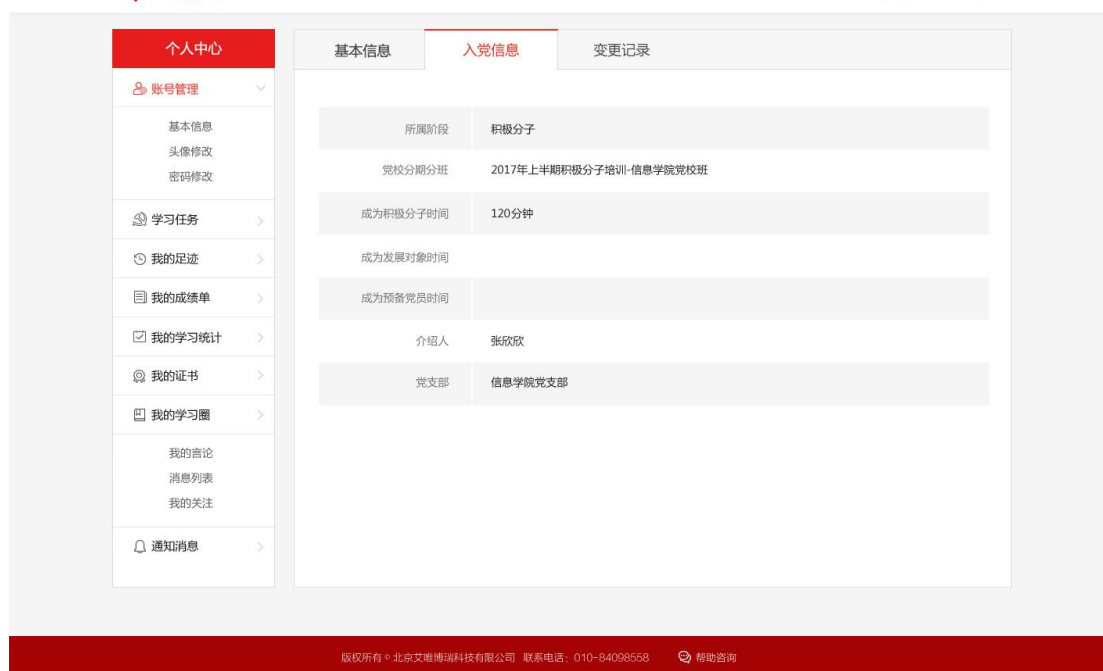 个人中心
账号管理
基本信息
头像修改
密码修改
学习任务
我的足迹
我的成绩单
我的学习统计
我的证书
我的学习圈
我的言论
消息列表
我的关注
通知消息
基本信息 入党信息 变更记录
所属阶段 积极分子
党校分期分班 2017年上半期积极分子培训-信息学院党校班
成为积极分子时间 120分钟
成为发展对象时间
成为预备党员时间
介绍人 张欣欣
党支部 信息学院党支部
版权所有©北京艾唯博瑞科技有限公司 联系电话：010-84098558 帮助咨询